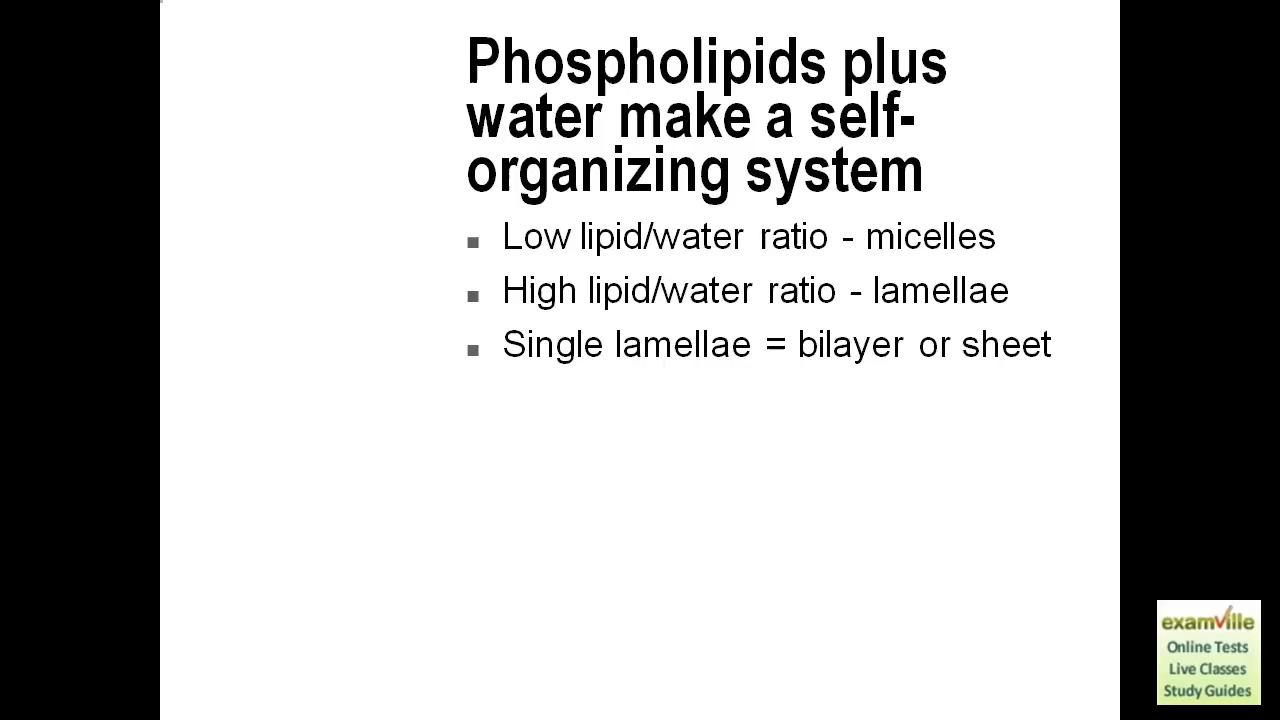 Phospholipids plus
water make a self-
organizing system
▪ Low lipid/water ratio - micelles
▪ High lipid/water ratio - lamellae
▪ Single lamellae = bilayer or sheet
examville
Online Tests
Live Classes
Study Guides